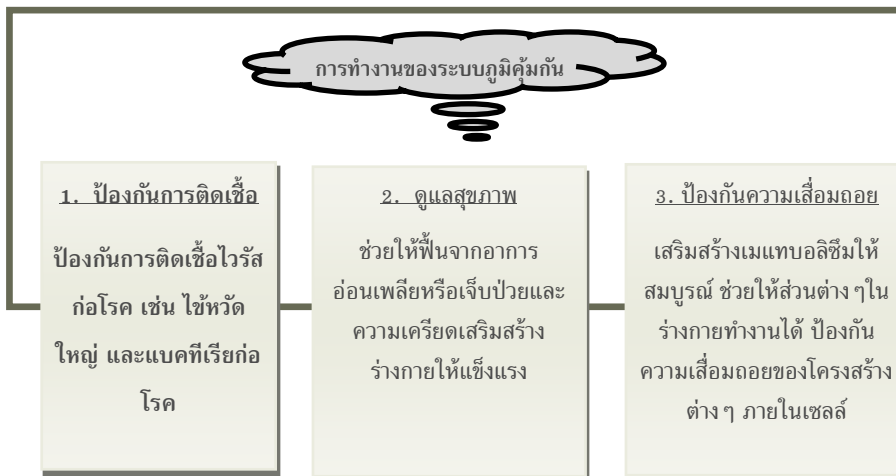 การทำงานของระบบภูมิคุ้มกัน
1. ป้องกันการติดเชื้อ
ป้องกันการติดเชื้อไวรัส
ก่อโรค เช่น ไข้หวัด
ใหญ่ และแบคทีเรียก่อ
โรค
2. ดูแลสุขภาพ
ช่วยให้ฟื้นจากอาการ
อ่อนเพลียหรือเจ็บป่วยและ
ความเครียดเสริมสร้าง
ร่างกายให้แข็งแรง
3. ป้องกันความเสื่อมถอย
เสริมสร้างเมแทบอลิซึมให้
สมบูรณ์ ช่วยให้ส่วนต่าง ๆใน
ร่างกายทำงานได้ ป้องกัน
ความเสื่อมถอยของโครงสร้าง
ต่าง ๆ ภายในเซลล์